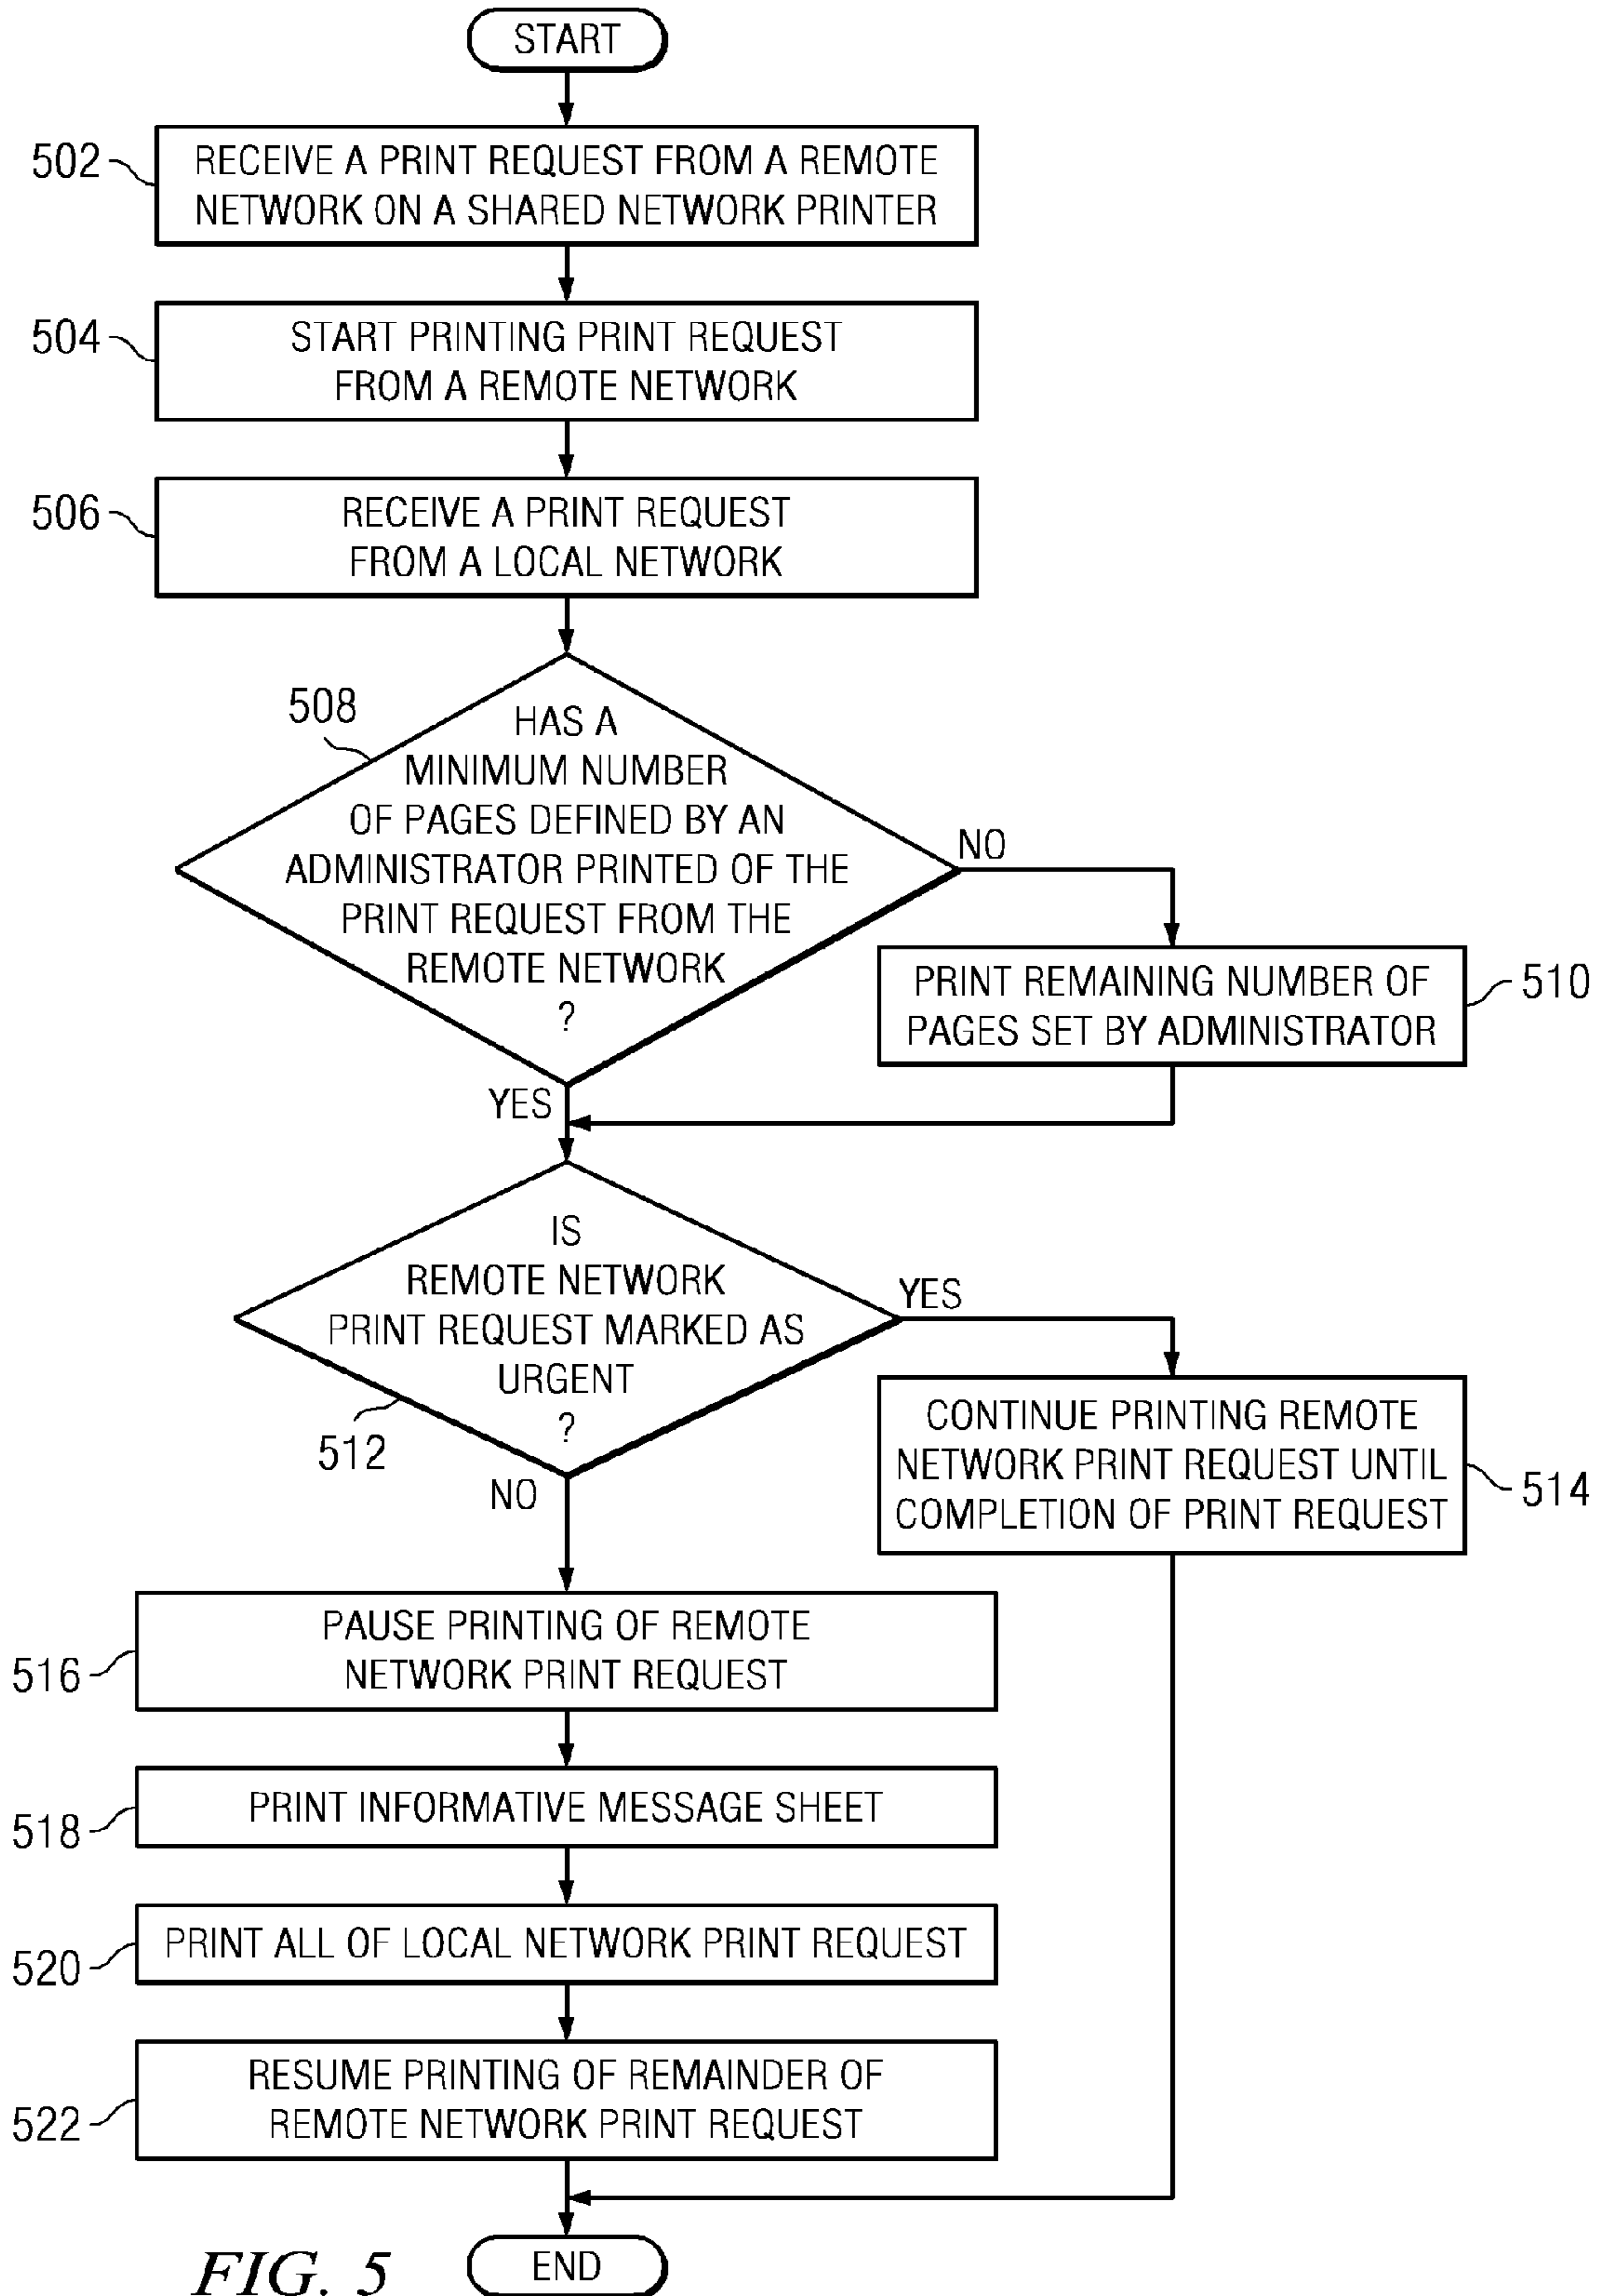 START
502
RECEIVE A PRINT REQUEST FROM A REMOTE
NETWORK ON A SHARED NETWORK PRINTER
504
START PRINTING PRINT REQUEST
FROM A REMOTE NETWORK
506
RECEIVE A PRINT REQUEST
FROM A LOCAL NETWORK
508
HAS A
MINIMUM NUMBER
OF PAGES DEFINED BY AN
ADMINISTRATOR PRINTED OF THE
PRINT REQUEST FROM THE
REMOTE NETWORK
?
NO
PRINT REMAINING NUMBER OF
PAGES SET BY ADMINISTRATOR
510
YES
IS
REMOTE NETWORK
PRINT REQUEST MARKED AS
URGENT
?
512
YES
CONTINUE PRINTING REMOTE
NETWORK PRINT REQUEST UNTIL
COMPLETION OF PRINT REQUEST
514
NO
PAUSE PRINTING OF REMOTE
NETWORK PRINT REQUEST
516
PRINT INFORMATIVE MESSAGE SHEET
518
PRINT ALL OF LOCAL NETWORK PRINT REQUEST
520
RESUME PRINTING OF REMAINDER OF
REMOTE NETWORK PRINT REQUEST
522
END
FIG. 5